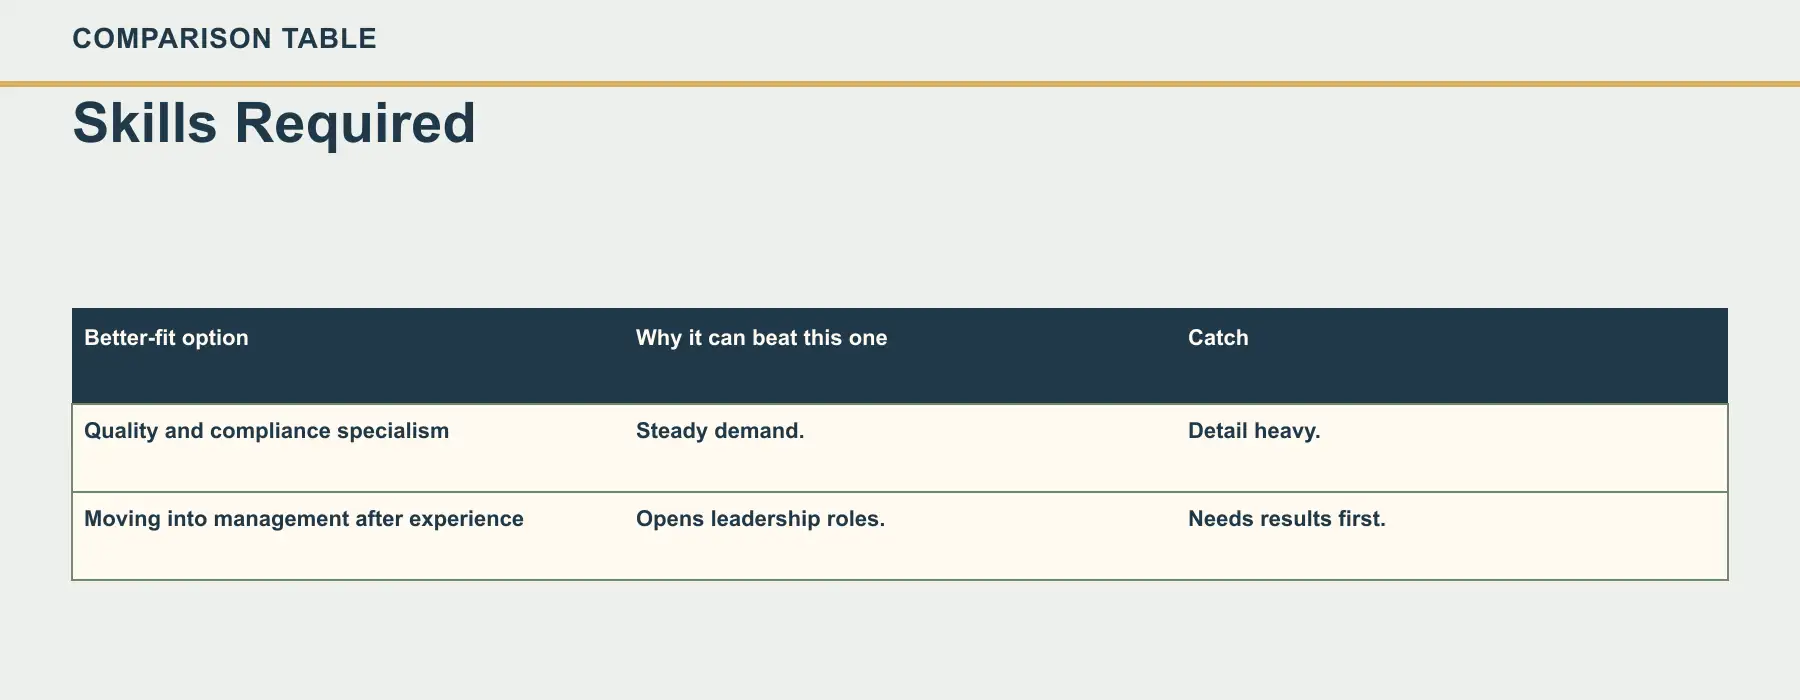 COMPARISON TABLE
Skills Required
Better-fit option Why it can beat this one Catch
Quality and compliance specialism Steady demand. Detail heavy.
Moving into management after experience Opens leadership roles. Needs results first.